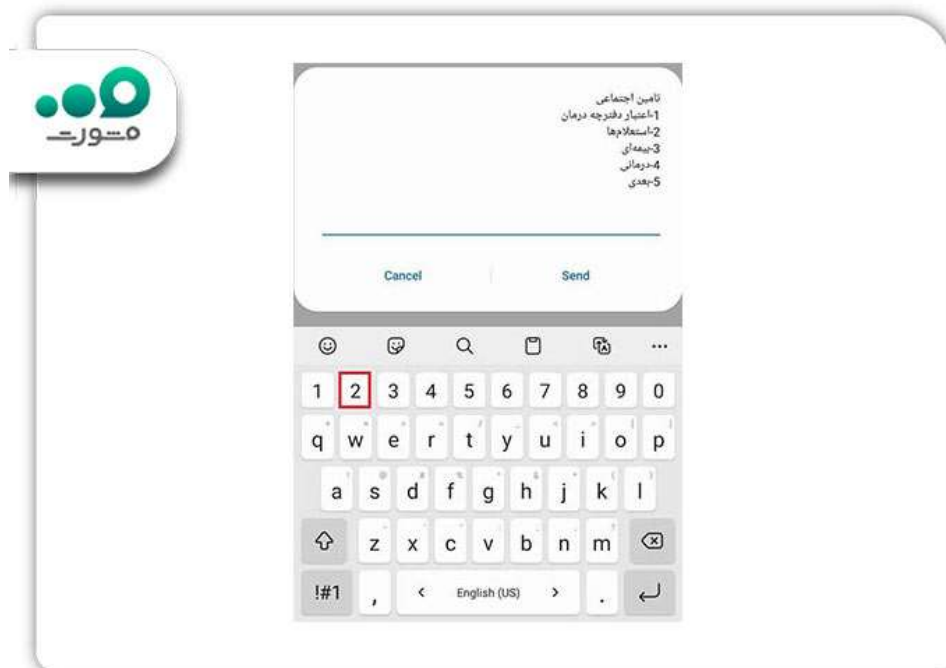 مشورت
تامین اجتماعی
1-اعتبار دفترچه درمان
2-استعلام‌ها
3-بیمه‌ای
4-درمانی
5-بعدی
Cancel Send
1 2 3 4 5 6 7 8 9 0
q w e r t y u i o p
a s d f g h j k l
z x c v b n m
!#1 , < English (US) > .